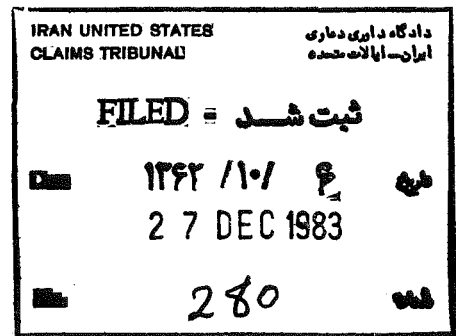 IRAN UNITED STATES دادگاه داوری دعاوی
CLAIMS TRIBUNAL ایران - ایالات متحده
FILED = ثبت شد
۱۳۶۲ /۱۰/ ۶ تاریخ
2 7 DEC 1983
280